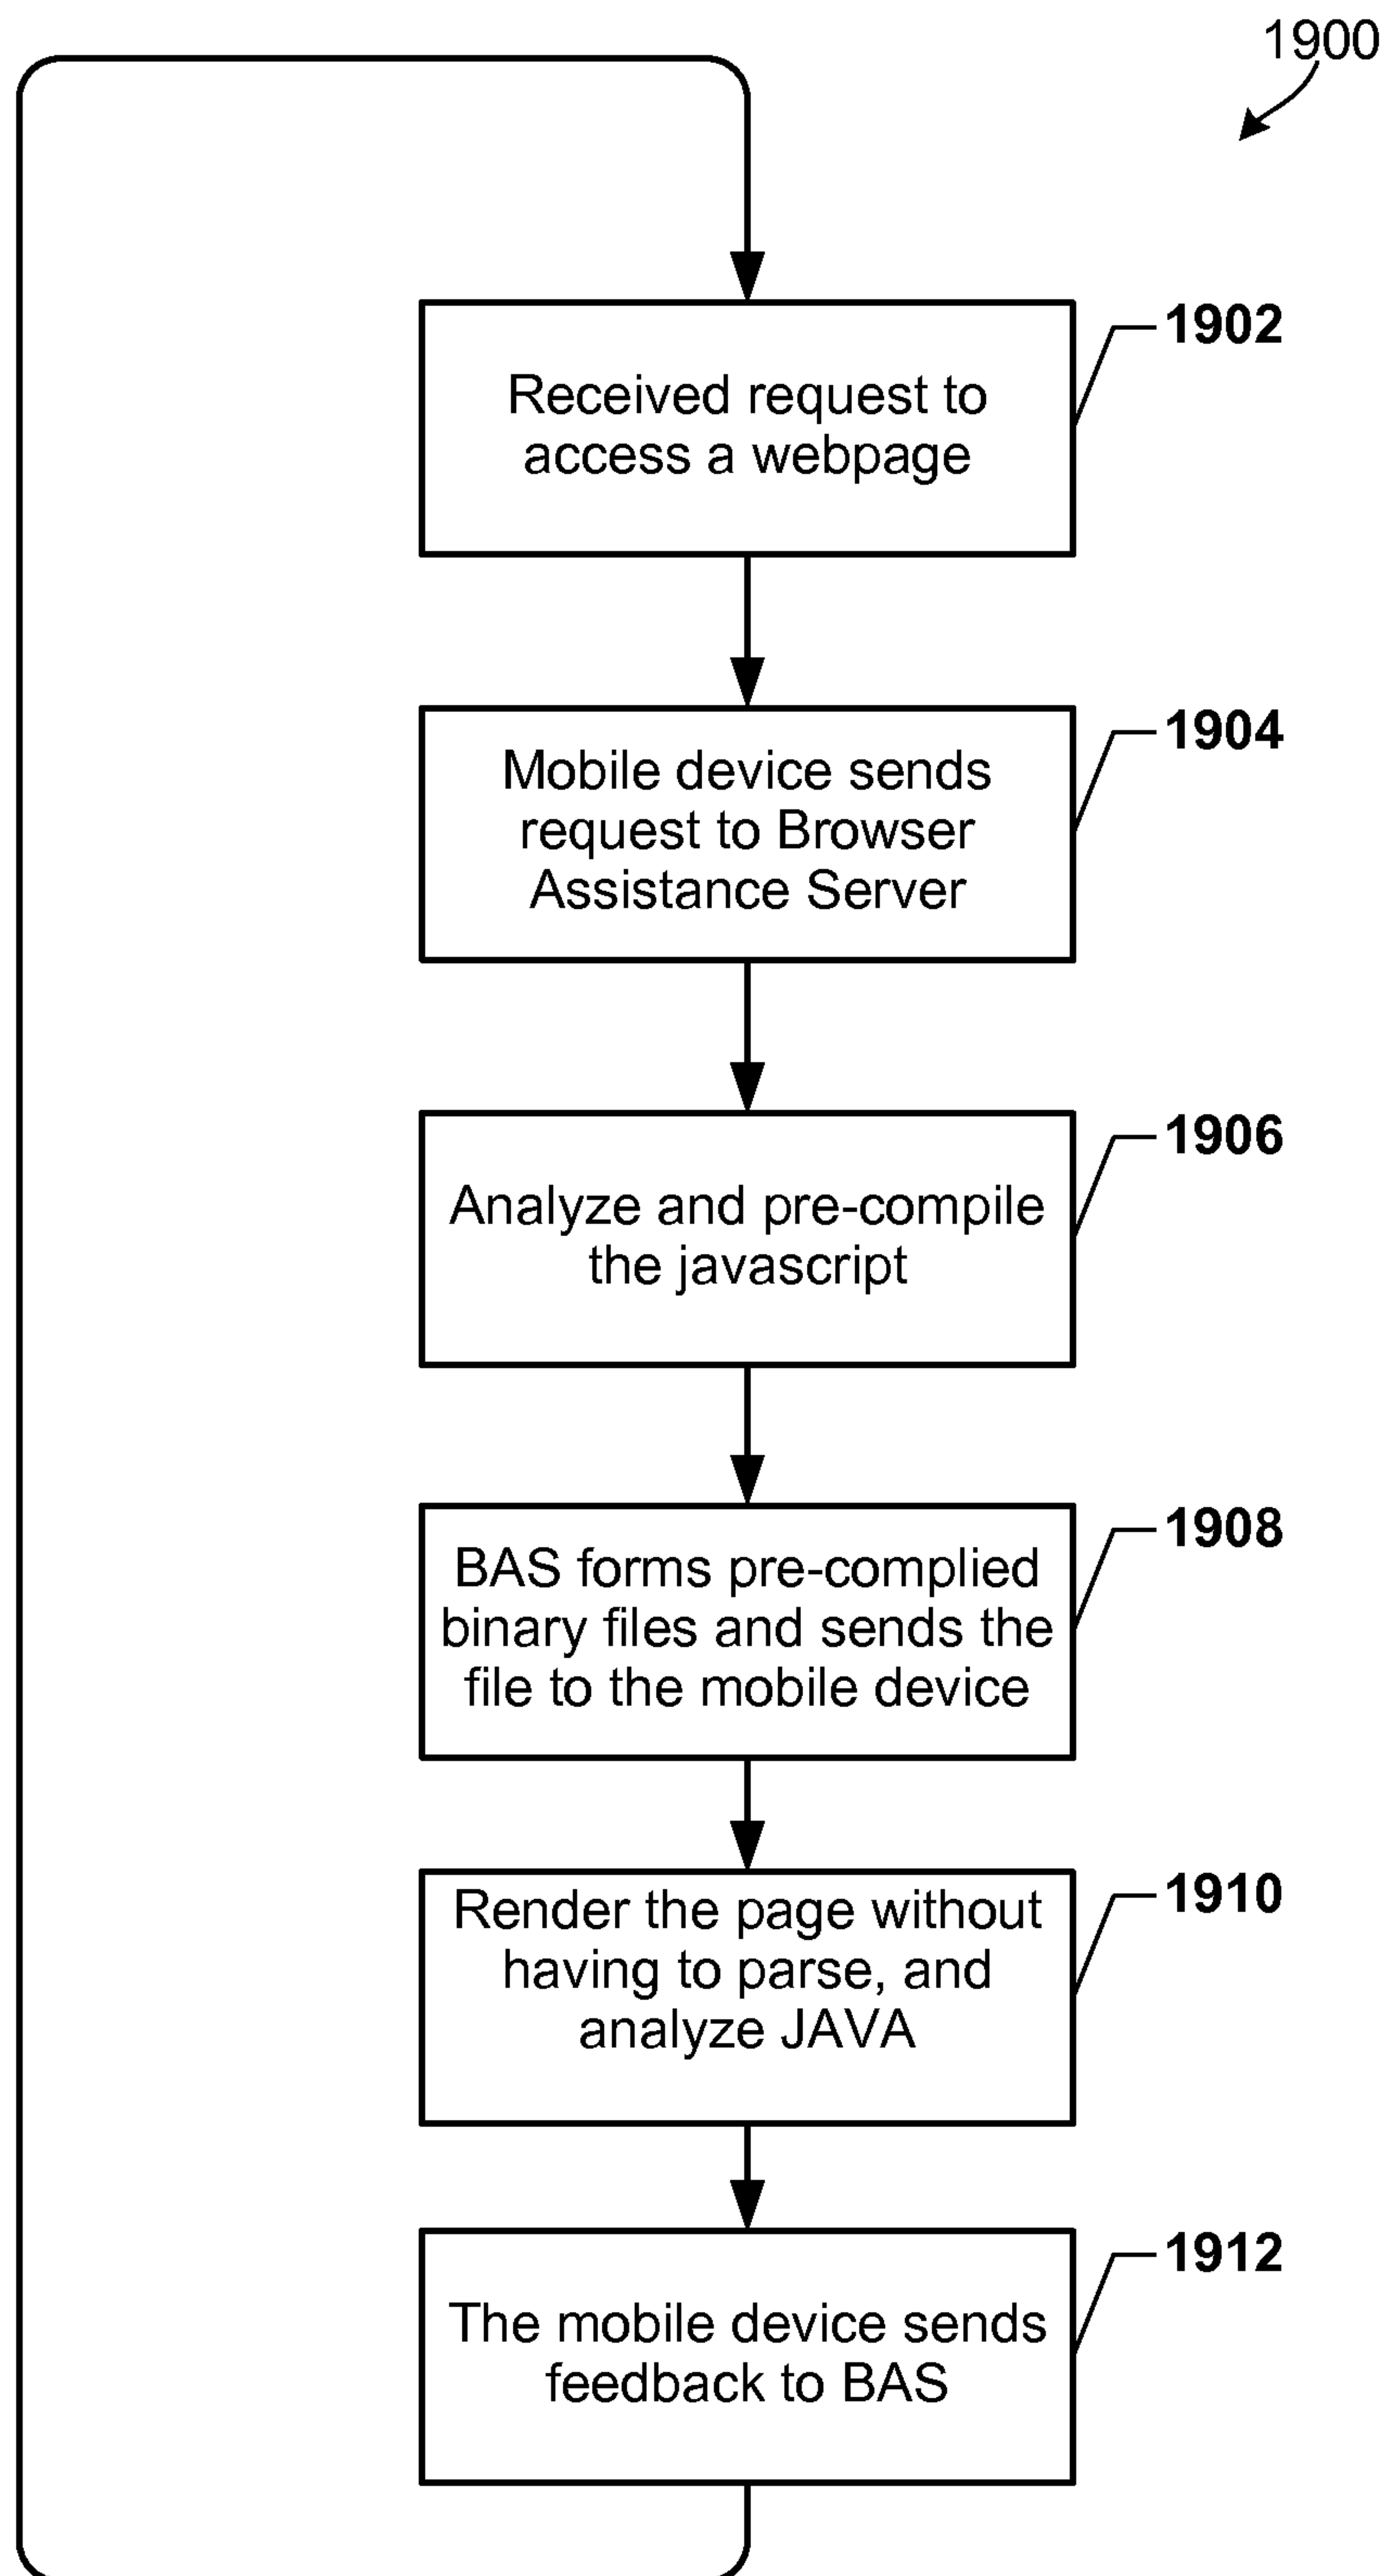 1900
Received request to
access a webpage
1902
Mobile device sends
request to Browser
Assistance Server
1904
Analyze and pre-compile
the javascript
1906
BAS forms pre-complied
binary files and sends the
file to the mobile device
1908
Render the page without
having to parse, and
analyze JAVA
1910
The mobile device sends
feedback to BAS
1912